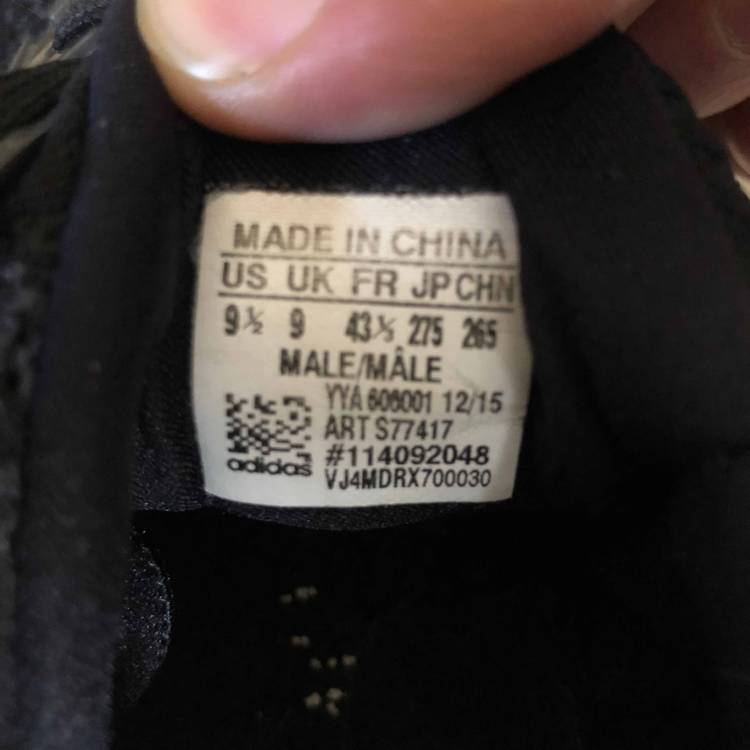 MADE IN CHINA
US UK FR JP CHN
9½ 9 43⅓ 275 265
MALE/MÂLE
YYA 606001 12/15
ART S77417
#114092048
adidas
VJ4MDRX700030